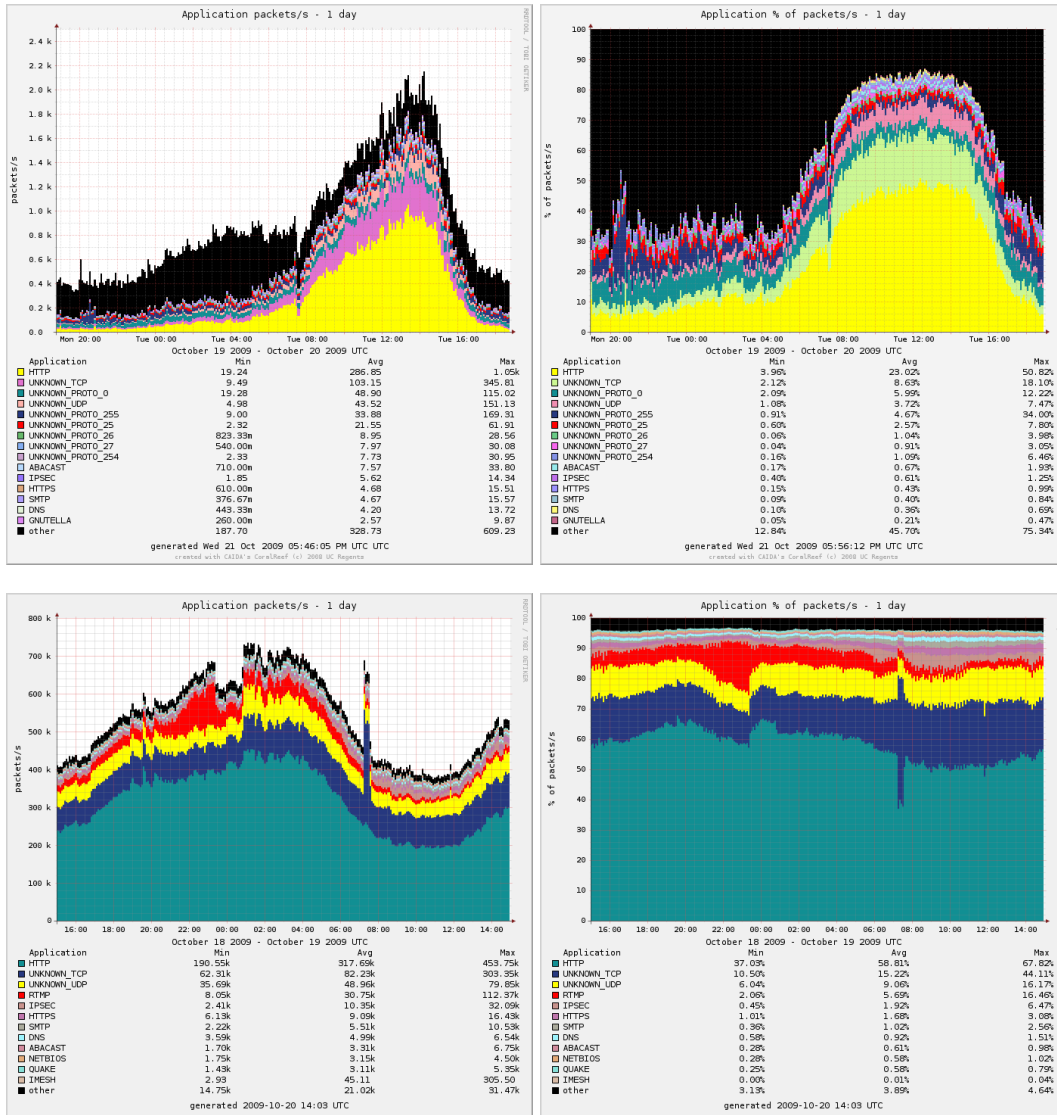 Application packets/s - 1 day
RRDTOOL / TOBI OETIKER
packets/s
2.4 k
2.2 k
2.0 k
1.8 k
1.6 k
1.4 k
1.2 k
1.0 k
0.8 k
0.6 k
0.4 k
0.2 k
0.0
Mon 20:00 Tue 00:00 Tue 04:00 Tue 08:00 Tue 12:00 Tue 16:00
October 19 2009 - October 20 2009 UTC
Application Min Avg Max
HTTP 19.24 286.85 1.05k
UNKNOWN_TCP 9.49 103.15 345.81
UNKNOWN_PROTO_0 19.28 48.90 115.02
UNKNOWN_UDP 4.98 43.52 151.13
UNKNOWN_PROTO_255 9.00 33.88 169.31
UNKNOWN_PROTO_25 2.32 21.55 61.91
UNKNOWN_PROTO_26 823.33m 8.95 28.56
UNKNOWN_PROTO_27 540.00m 7.97 30.08
UNKNOWN_PROTO_254 2.33 7.73 30.95
ABACAST 710.00m 7.57 33.80
IPSEC 1.85 5.62 14.34
HTTPS 610.00m 4.68 15.51
SMTP 376.67m 4.67 15.57
DNS 443.33m 4.20 13.72
GNUTELLA 260.00m 2.57 9.87
other 187.70 328.73 609.23
generated Wed 21 Oct 2009 05:46:05 PM UTC UTC
created with CAIDA's CoralReef (c) 2008 UC Regents
Application % of packets/s - 1 day
% of packets/s
100
90
80
70
60
50
40
30
20
10
0
Mon 20:00 Tue 00:00 Tue 04:00 Tue 08:00 Tue 12:00 Tue 16:00
October 19 2009 - October 20 2009 UTC
Application Min Avg Max
HTTP 3.96% 23.02% 50.82%
UNKNOWN_TCP 2.12% 8.63% 18.10%
UNKNOWN_PROTO_0 2.09% 5.99% 12.22%
UNKNOWN_UDP 1.08% 3.72% 7.47%
UNKNOWN_PROTO_255 0.91% 4.67% 34.00%
UNKNOWN_PROTO_25 0.60% 2.57% 7.80%
UNKNOWN_PROTO_26 0.06% 1.04% 3.98%
UNKNOWN_PROTO_27 0.04% 0.91% 3.05%
UNKNOWN_PROTO_254 0.16% 1.09% 6.46%
ABACAST 0.17% 0.67% 1.93%
IPSEC 0.40% 0.61% 1.25%
HTTPS 0.15% 0.43% 0.99%
SMTP 0.09% 0.40% 0.84%
DNS 0.10% 0.36% 0.69%
GNUTELLA 0.05% 0.21% 0.47%
other 12.84% 45.70% 75.34%
generated Wed 21 Oct 2009 05:56:12 PM UTC UTC
created with CAIDA's CoralReef (c) 2008 UC Regents
Application packets/s - 1 day
RRDTOOL / TOBI OETIKER
packets/s
800 k
700 k
600 k
500 k
400 k
300 k
200 k
100 k
0
16:00 18:00 20:00 22:00 00:00 02:00 04:00 06:00 08:00 10:00 12:00 14:00
October 18 2009 - October 19 2009 UTC
Application Min Avg Max
HTTP 190.55k 317.69k 453.75k
UNKNOWN_TCP 62.31k 82.23k 303.35k
UNKNOWN_UDP 35.69k 48.96k 79.85k
RTMP 8.05k 30.75k 112.37k
IPSEC 2.41k 10.35k 32.09k
HTTPS 6.13k 9.09k 16.43k
SMTP 2.22k 5.51k 10.53k
DNS 3.59k 4.99k 6.54k
ABACAST 1.70k 3.31k 6.75k
NETBIOS 1.75k 3.15k 4.50k
QUAKE 1.43k 3.11k 5.35k
IMESH 2.93 45.11 305.50
other 14.75k 21.02k 31.47k
generated 2009-10-20 14:03 UTC
Application % of packets/s - 1 day
% of packets/s
100
90
80
70
60
50
40
30
20
10
0
16:00 18:00 20:00 22:00 00:00 02:00 04:00 06:00 08:00 10:00 12:00 14:00
October 18 2009 - October 19 2009 UTC
Application Min Avg Max
HTTP 37.03% 58.81% 67.82%
UNKNOWN_TCP 10.50% 15.22% 44.11%
UNKNOWN_UDP 6.04% 9.06% 16.17%
RTMP 2.06% 5.69% 16.46%
IPSEC 0.45% 1.92% 6.47%
HTTPS 1.01% 1.68% 3.08%
SMTP 0.36% 1.02% 2.56%
DNS 0.58% 0.92% 1.51%
ABACAST 0.28% 0.61% 0.98%
NETBIOS 0.28% 0.58% 1.02%
QUAKE 0.25% 0.58% 0.79%
IMESH 0.00% 0.01% 0.04%
other 3.13% 3.89% 4.64%
generated 2009-10-20 14:03 UTC